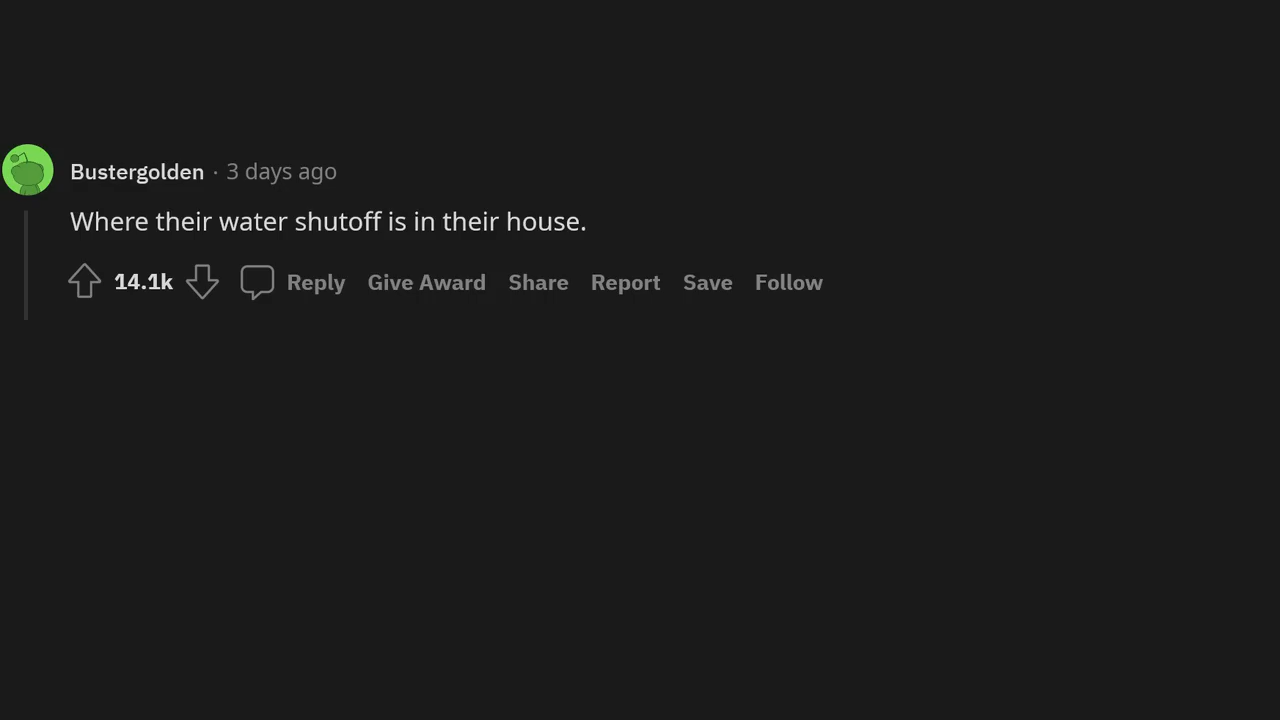 Bustergolden · 3 days ago
Where their water shutoff is in their house.
14.1k Reply Give Award Share Report Save Follow